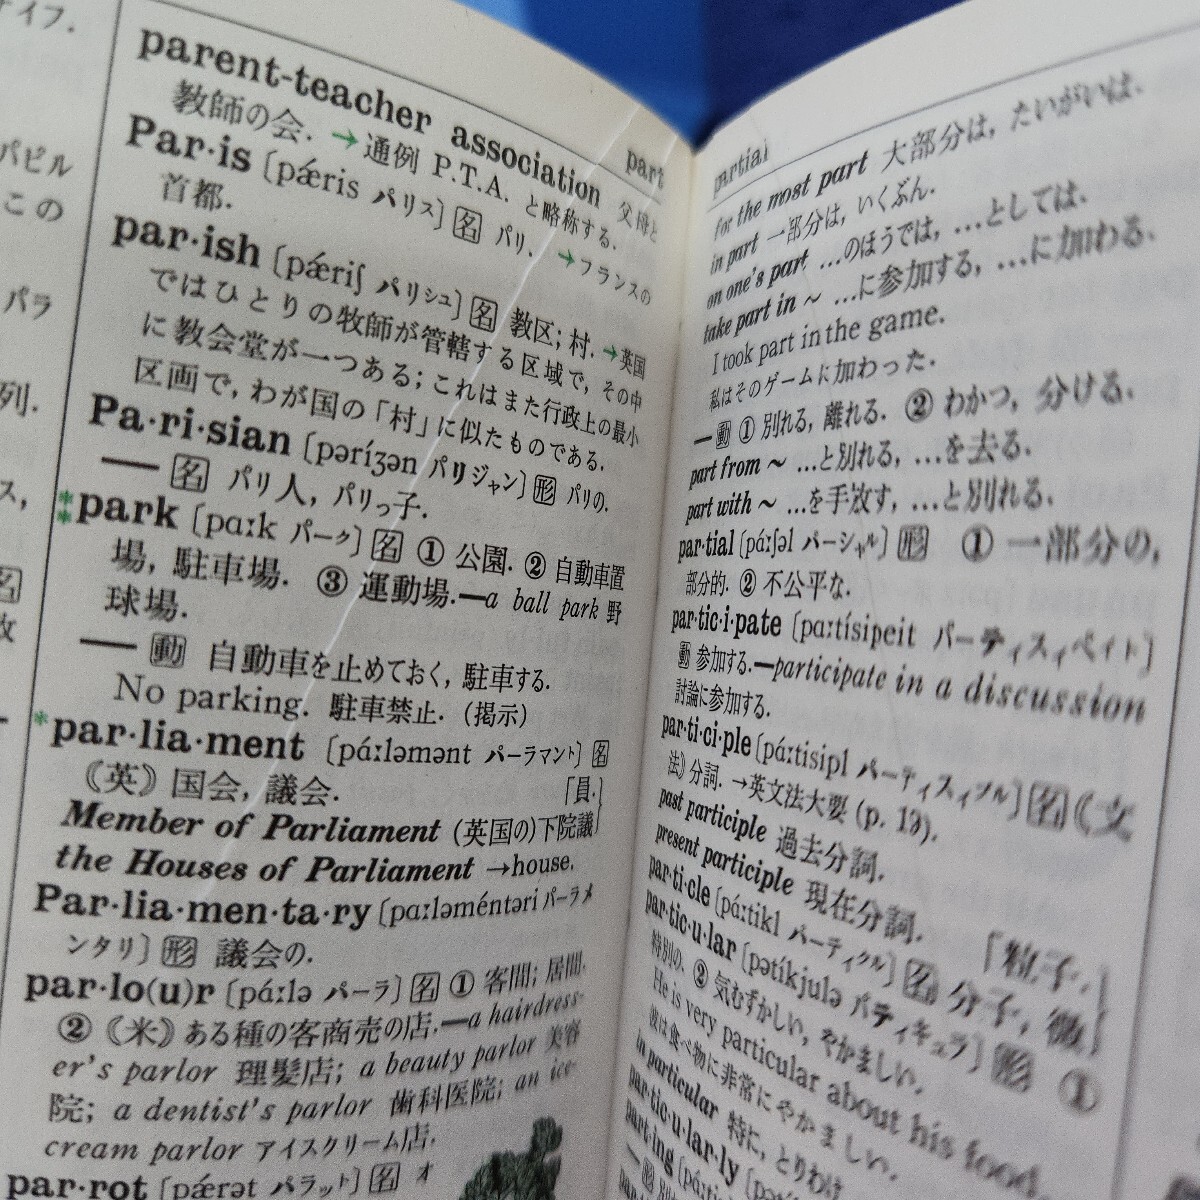 ナイフ.
パピル
この
パラ
列.
ス,
名
parent-teacher association 父母と
教師の会. →通例 P.T.A. と略称する.
part
Par·is [pǽris パリス] 名 パリ. →フランスの
首都.
par·ish [pǽriʃ パリシュ] 名 教区; 村. →英国
ではひとりの牧師が管轄する区域で, その中
に教会堂が一つある; これはまた行政上の最小
区画で, わが国の「村」に似たものである.
Pa·ri·sian [pəríʒən パリジャン] 形 パリの.
— 名 パリ人, パリっ子.
**park [pɑːk パーク] 名 ① 公園. ② 自動車置
場, 駐車場. ③ 運動場.—a ball park 野
球場.
— 動 自動車を止めておく, 駐車する.
No parking. 駐車禁止. (掲示)
*par·lia·ment [páːləmənt パーラマント] 名
《英》国会, 議会. 「員.
Member of Parliament (英国の)下院議
the Houses of Parliament →house.
Par·lia·men·ta·ry [pɑːləméntəri パーラメ
ンタリ] 形 議会の.
par·lo(u)r [páːlə パーラ] 名 ① 客間; 居間.
② 《米》ある種の客商売の店.—a hairdress-
er's parlor 理髪店; a beauty parlor 美容
院; a dentist's parlor 歯科医院; an ice-
cream parlor アイスクリーム店.
par·rot [pǽrət パラット] 名 オ
partial
for the most part 大部分は, たいがいは.
in part 一部分は, いくぶん.
on one's part …のほうでは, …としては.
take part in ~ …に参加する, …に加わる.
I took part in the game.
私はそのゲームに加わった.
— 動 ① 別れる, 離れる. ② わかつ, 分ける.
part from ~ …と別れる, …を去る.
part with ~ …を手放す, …と別れる.
par·tial [páːʃəl パーシャル] 形 ① 一部分の,
部分的. ② 不公平な.
par·tic·i·pate [pɑːtísipeit パーティスィペイト]
動 参加する.—participate in a discussion
討論に参加する.
par·ti·ci·ple [páːtisipl パーティスィプル] 名《文
法》分詞. →英文法大要 (p. 19).
past participle 過去分詞.
present participle 現在分詞. 「粒子.
par·ti·cle [páːtikl パーティクル] 名 分子, 微
par·tic·u·lar [pətíkjulə パティキュラ] 形 ①
特別の. ② 気むずかしい, やかましい.
He is very particular about his food.
彼は食べ物に非常にやかましい.
in particular 特に, とりわけ
par·tic·u·lar·ly
part·ing